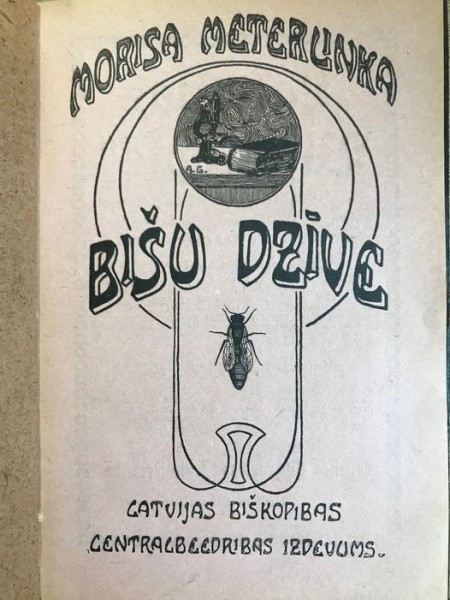 MORISA METERLINKA
A.G.
BIŠU DZĪVE
LATVIJAS BIŠKOPIBAS
CENTRALBEEDRIBAS IZDEVUMS.